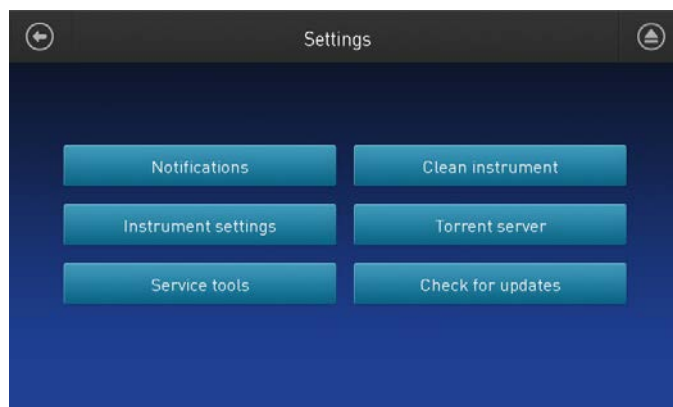 Settings
Notifications
Clean instrument
Instrument settings
Torrent server
Service tools
Check for updates